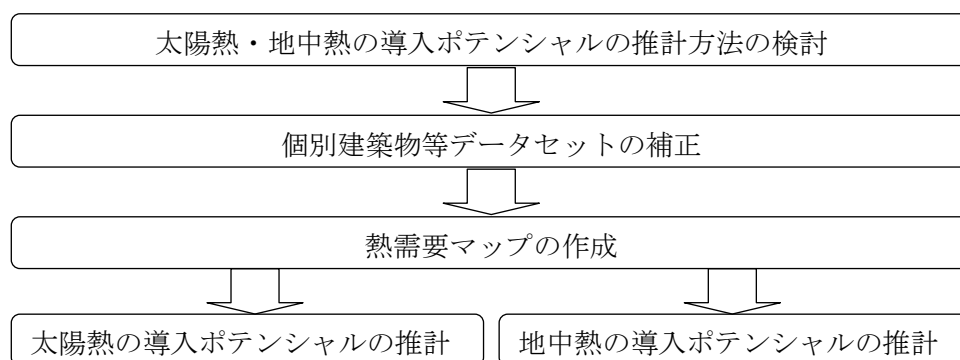 太陽熱・地中熱の導入ポテンシャルの推計方法の検討
個別建築物等データセットの補正
熱需要マップの作成
太陽熱の導入ポテンシャルの推計
地中熱の導入ポテンシャルの推計